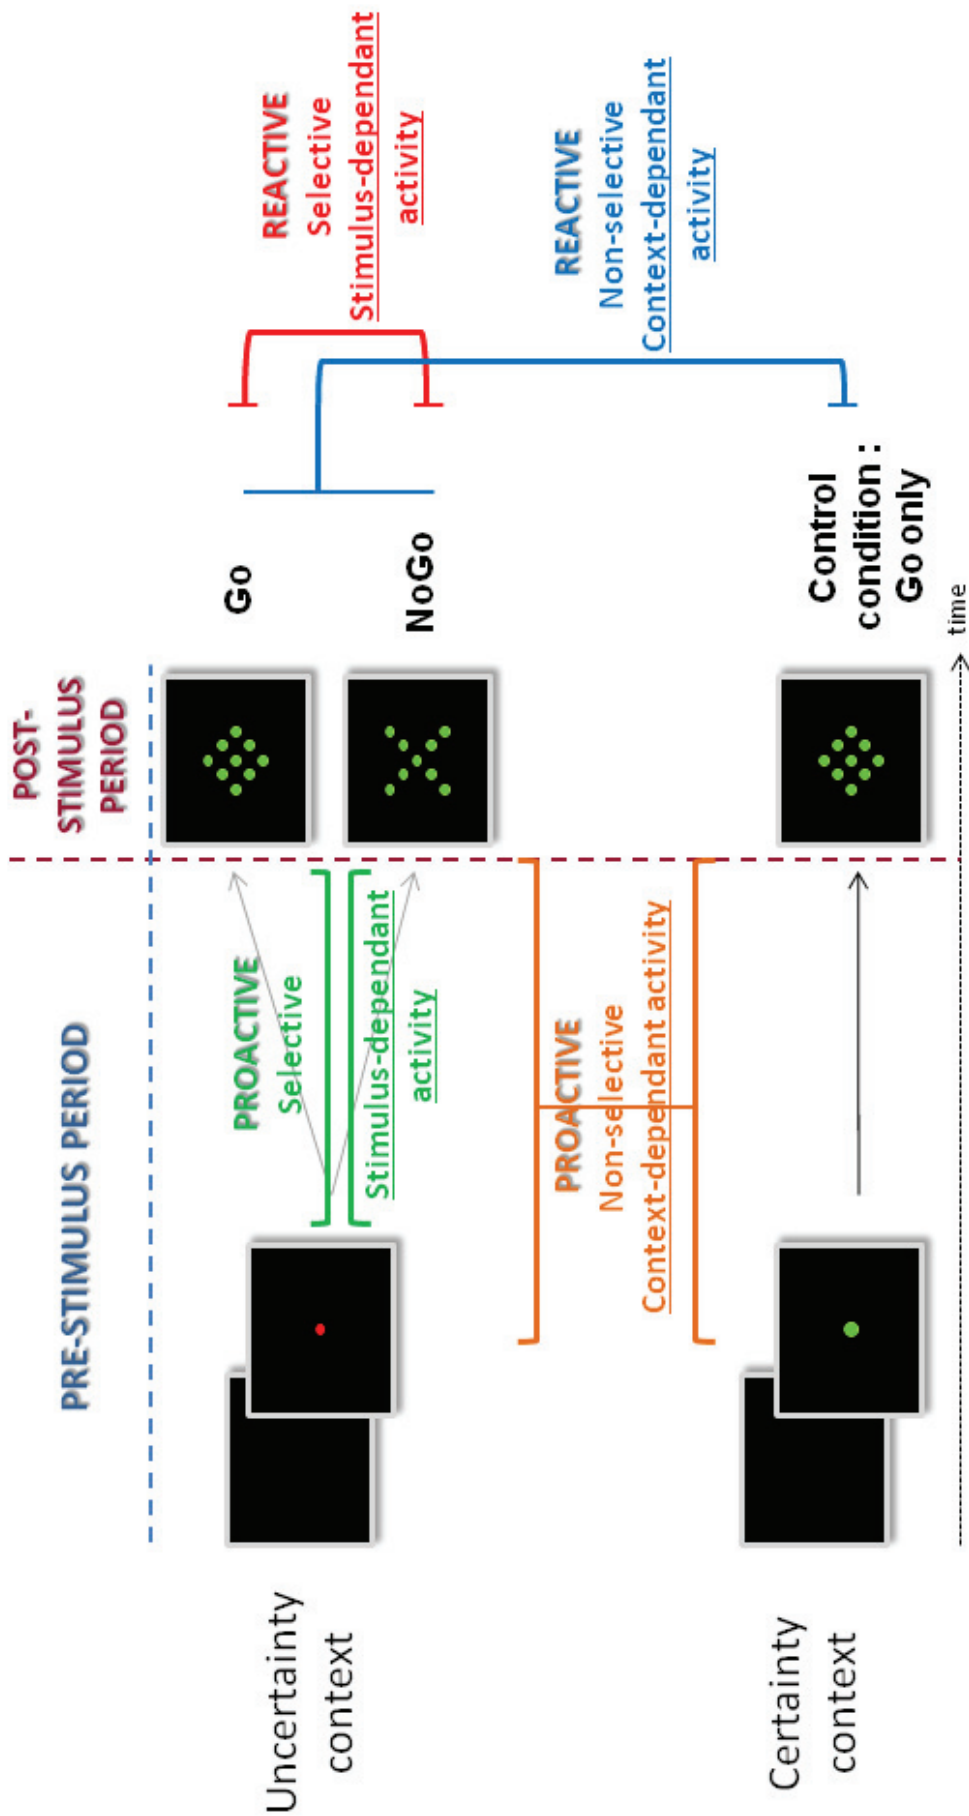 PRE-STIMULUS PERIOD
POST-
STIMULUS
PERIOD
Uncertainty
context
PROACTIVE
Selective
Stimulus-dependant
activity
Go
NoGo
REACTIVE
Selective
Stimulus-dependant
activity
PROACTIVE
Non-selective
Context-dependant activity
REACTIVE
Non-selective
Context-dependant
activity
Certainty
context
Control
condition :
Go only
time